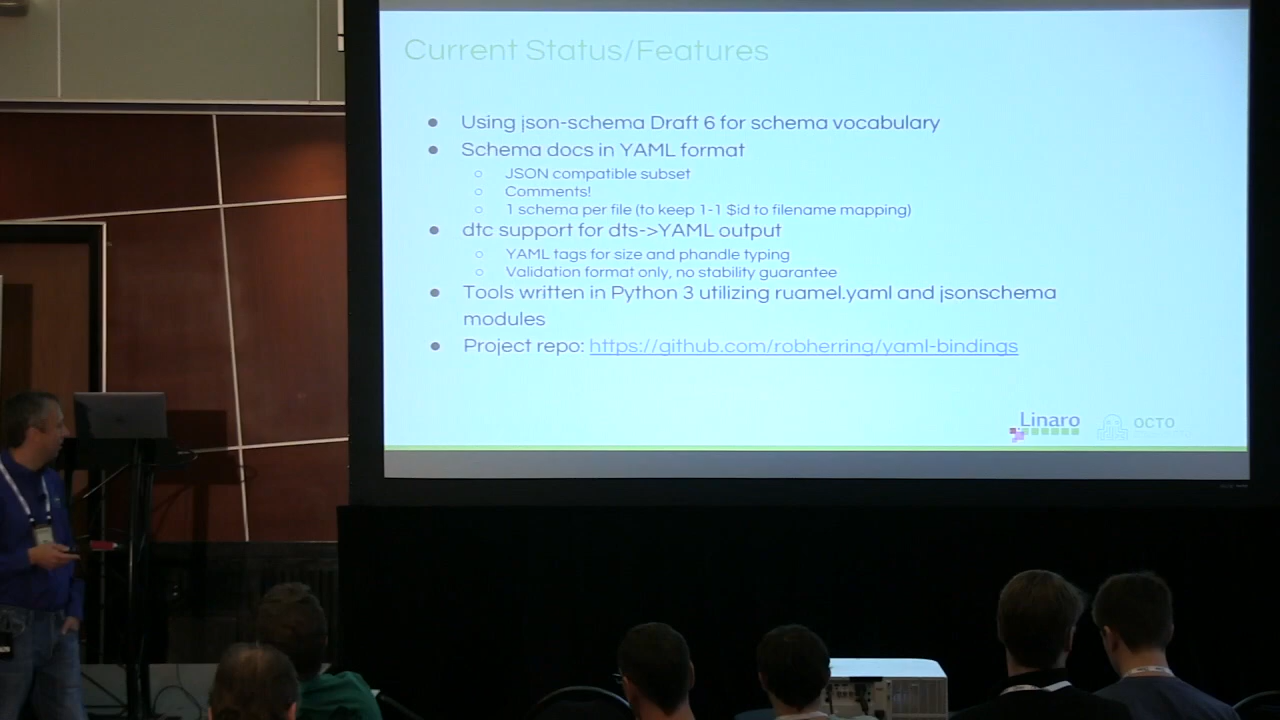 Current Status/Features
● Using json-schema Draft 6 for schema vocabulary
● Schema docs in YAML format
○ JSON compatible subset
○ Comments!
○ 1 schema per file (to keep 1-1 $id to filename mapping)
● dtc support for dts->YAML output
○ YAML tags for size and phandle typing
○ Validation format only, no stability guarantee
● Tools written in Python 3 utilizing ruamel.yaml and jsonschema
modules
● Project repo: https://github.com/robherring/yaml-bindings
Linaro
OCTO